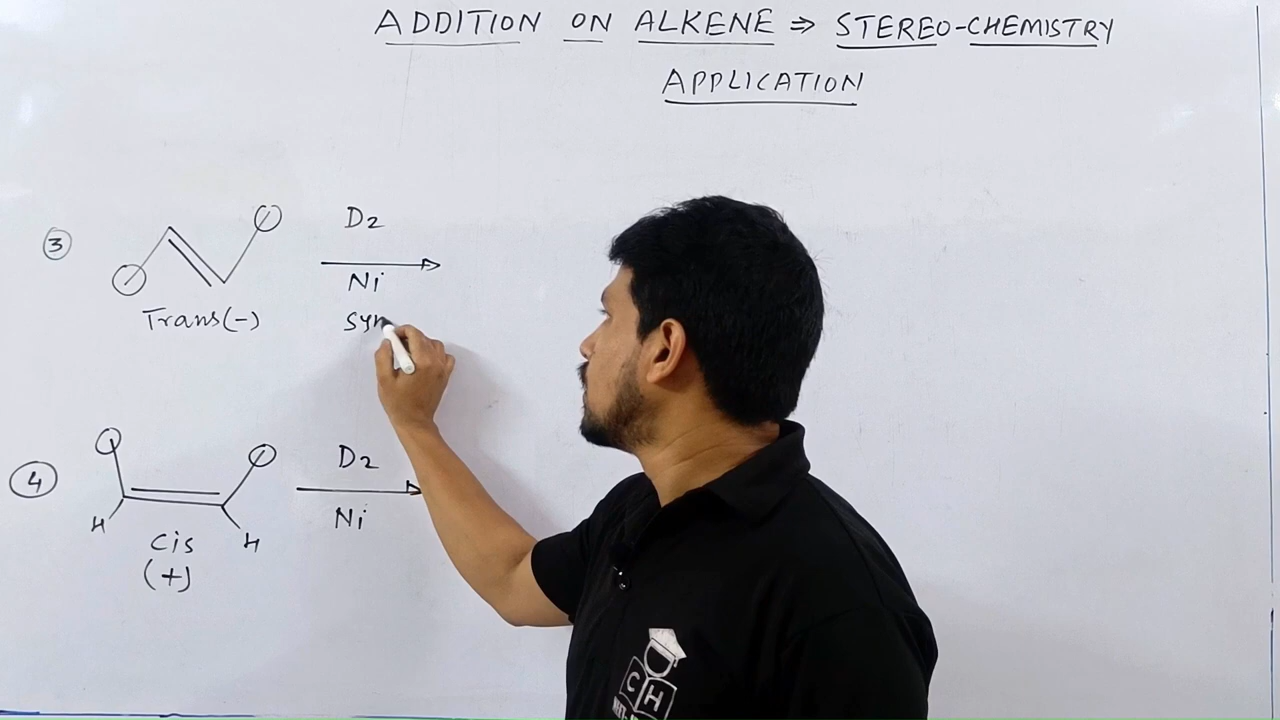 ADDITION ON ALKENE ⇒ STEREO-CHEMISTRY
APPLICATION
3
D2
Ni
Trans(-)
syn
4
D2
Ni
H
H
Cis
(+)
C H